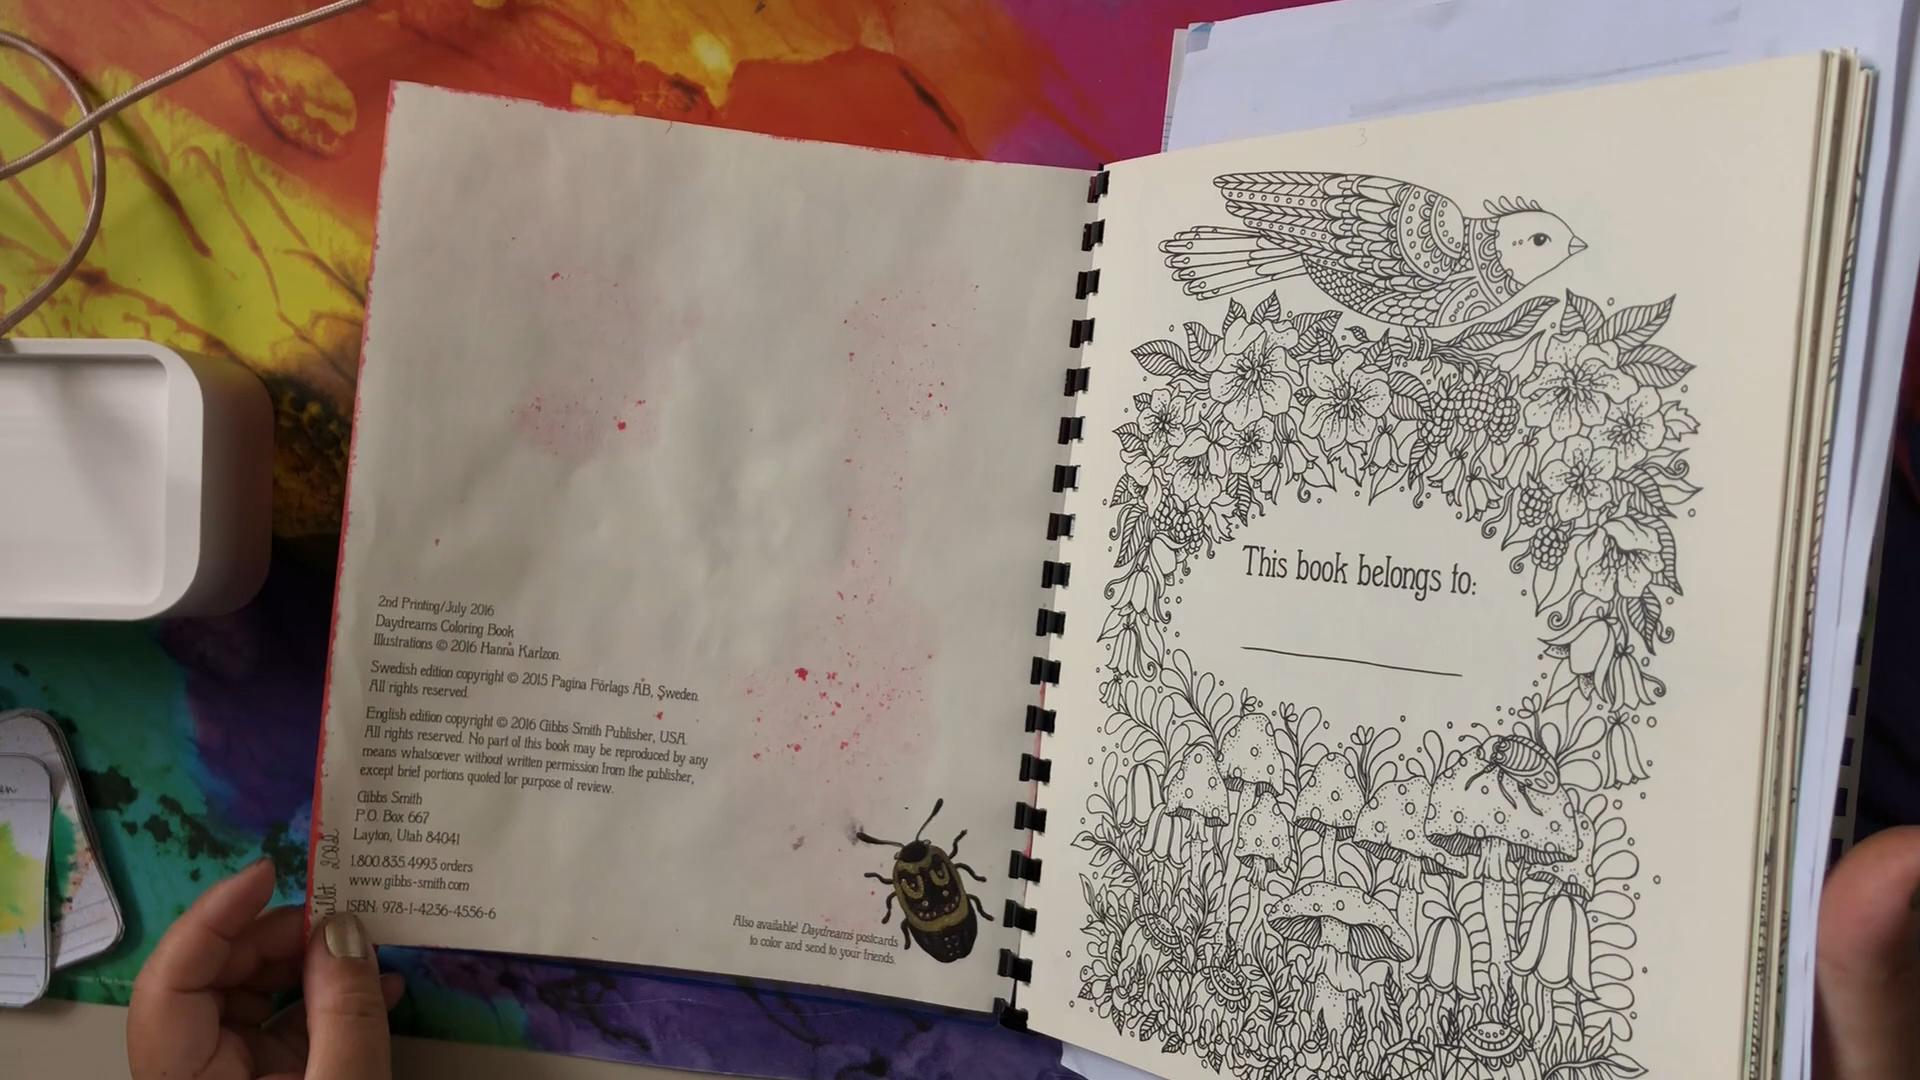 2nd Printing/July 2016
Daydreams Coloring Book
Illustrations © 2016 Hanna Karlzon.
Swedish edition copyright © 2015 Pagina Förlags AB, Sweden.
All rights reserved.
English edition copyright © 2016 Gibbs Smith Publisher, USA.
All rights reserved. No part of this book may be reproduced by any
means whatsoever without written permission from the publisher,
except brief portions quoted for purpose of review.
Gibbs Smith
P.O. Box 667
Layton, Utah 84041
1.800.835.4993 orders
www.gibbs-smith.com
ISBN: 978-1-4236-4556-6
Also available! Daydreams postcards
to color and send to your friends.
3
This book belongs to: